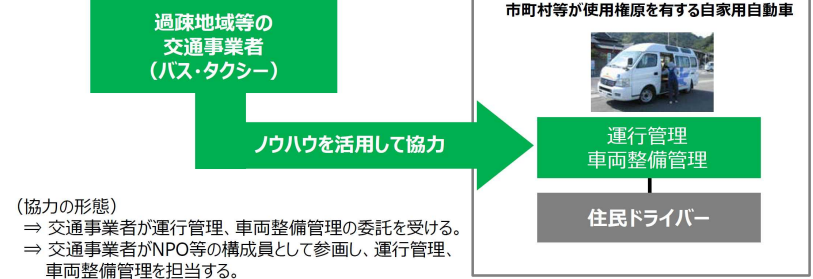 過疎地域等の
交通事業者
（バス・タクシー）
ノウハウを活用して協力
（協力の形態）
⇒ 交通事業者が運行管理、車両整備管理の委託を受ける。
⇒ 交通事業者がNPO等の構成員として参画し、運行管理、
車両整備管理を担当する。
市町村等が使用権原を有する自家用自動車
運行管理
車両整備管理
住民ドライバー